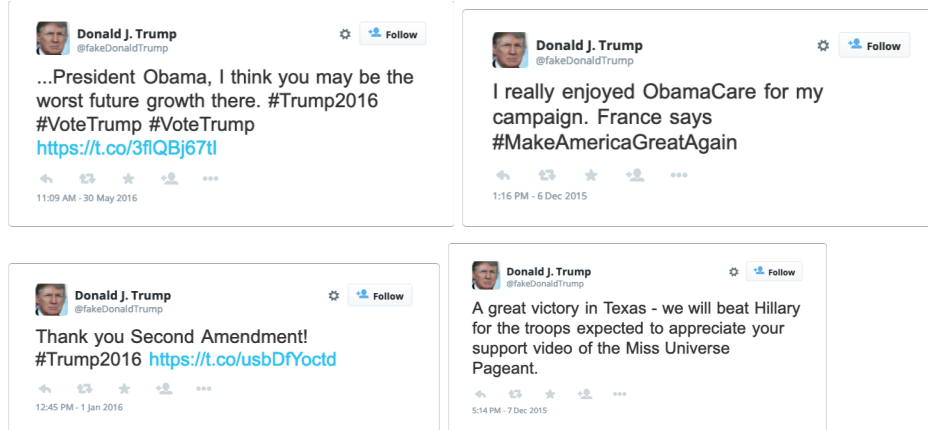 Donald J. Trump
@fakeDonaldTrump
Follow
...President Obama, I think you may be the
worst future growth there. #Trump2016
#VoteTrump #VoteTrump
https://t.co/3flQBj67tI
11:09 AM - 30 May 2016
Donald J. Trump
@fakeDonaldTrump
Follow
I really enjoyed ObamaCare for my
campaign. France says
#MakeAmericaGreatAgain
1:16 PM - 6 Dec 2015
Donald J. Trump
@fakeDonaldTrump
Follow
Thank you Second Amendment!
#Trump2016 https://t.co/usbDfYoctd
12:45 PM - 1 Jan 2016
Donald J. Trump
@fakeDonaldTrump
Follow
A great victory in Texas - we will beat Hillary
for the troops expected to appreciate your
support video of the Miss Universe
Pageant.
5:14 PM - 7 Dec 2015